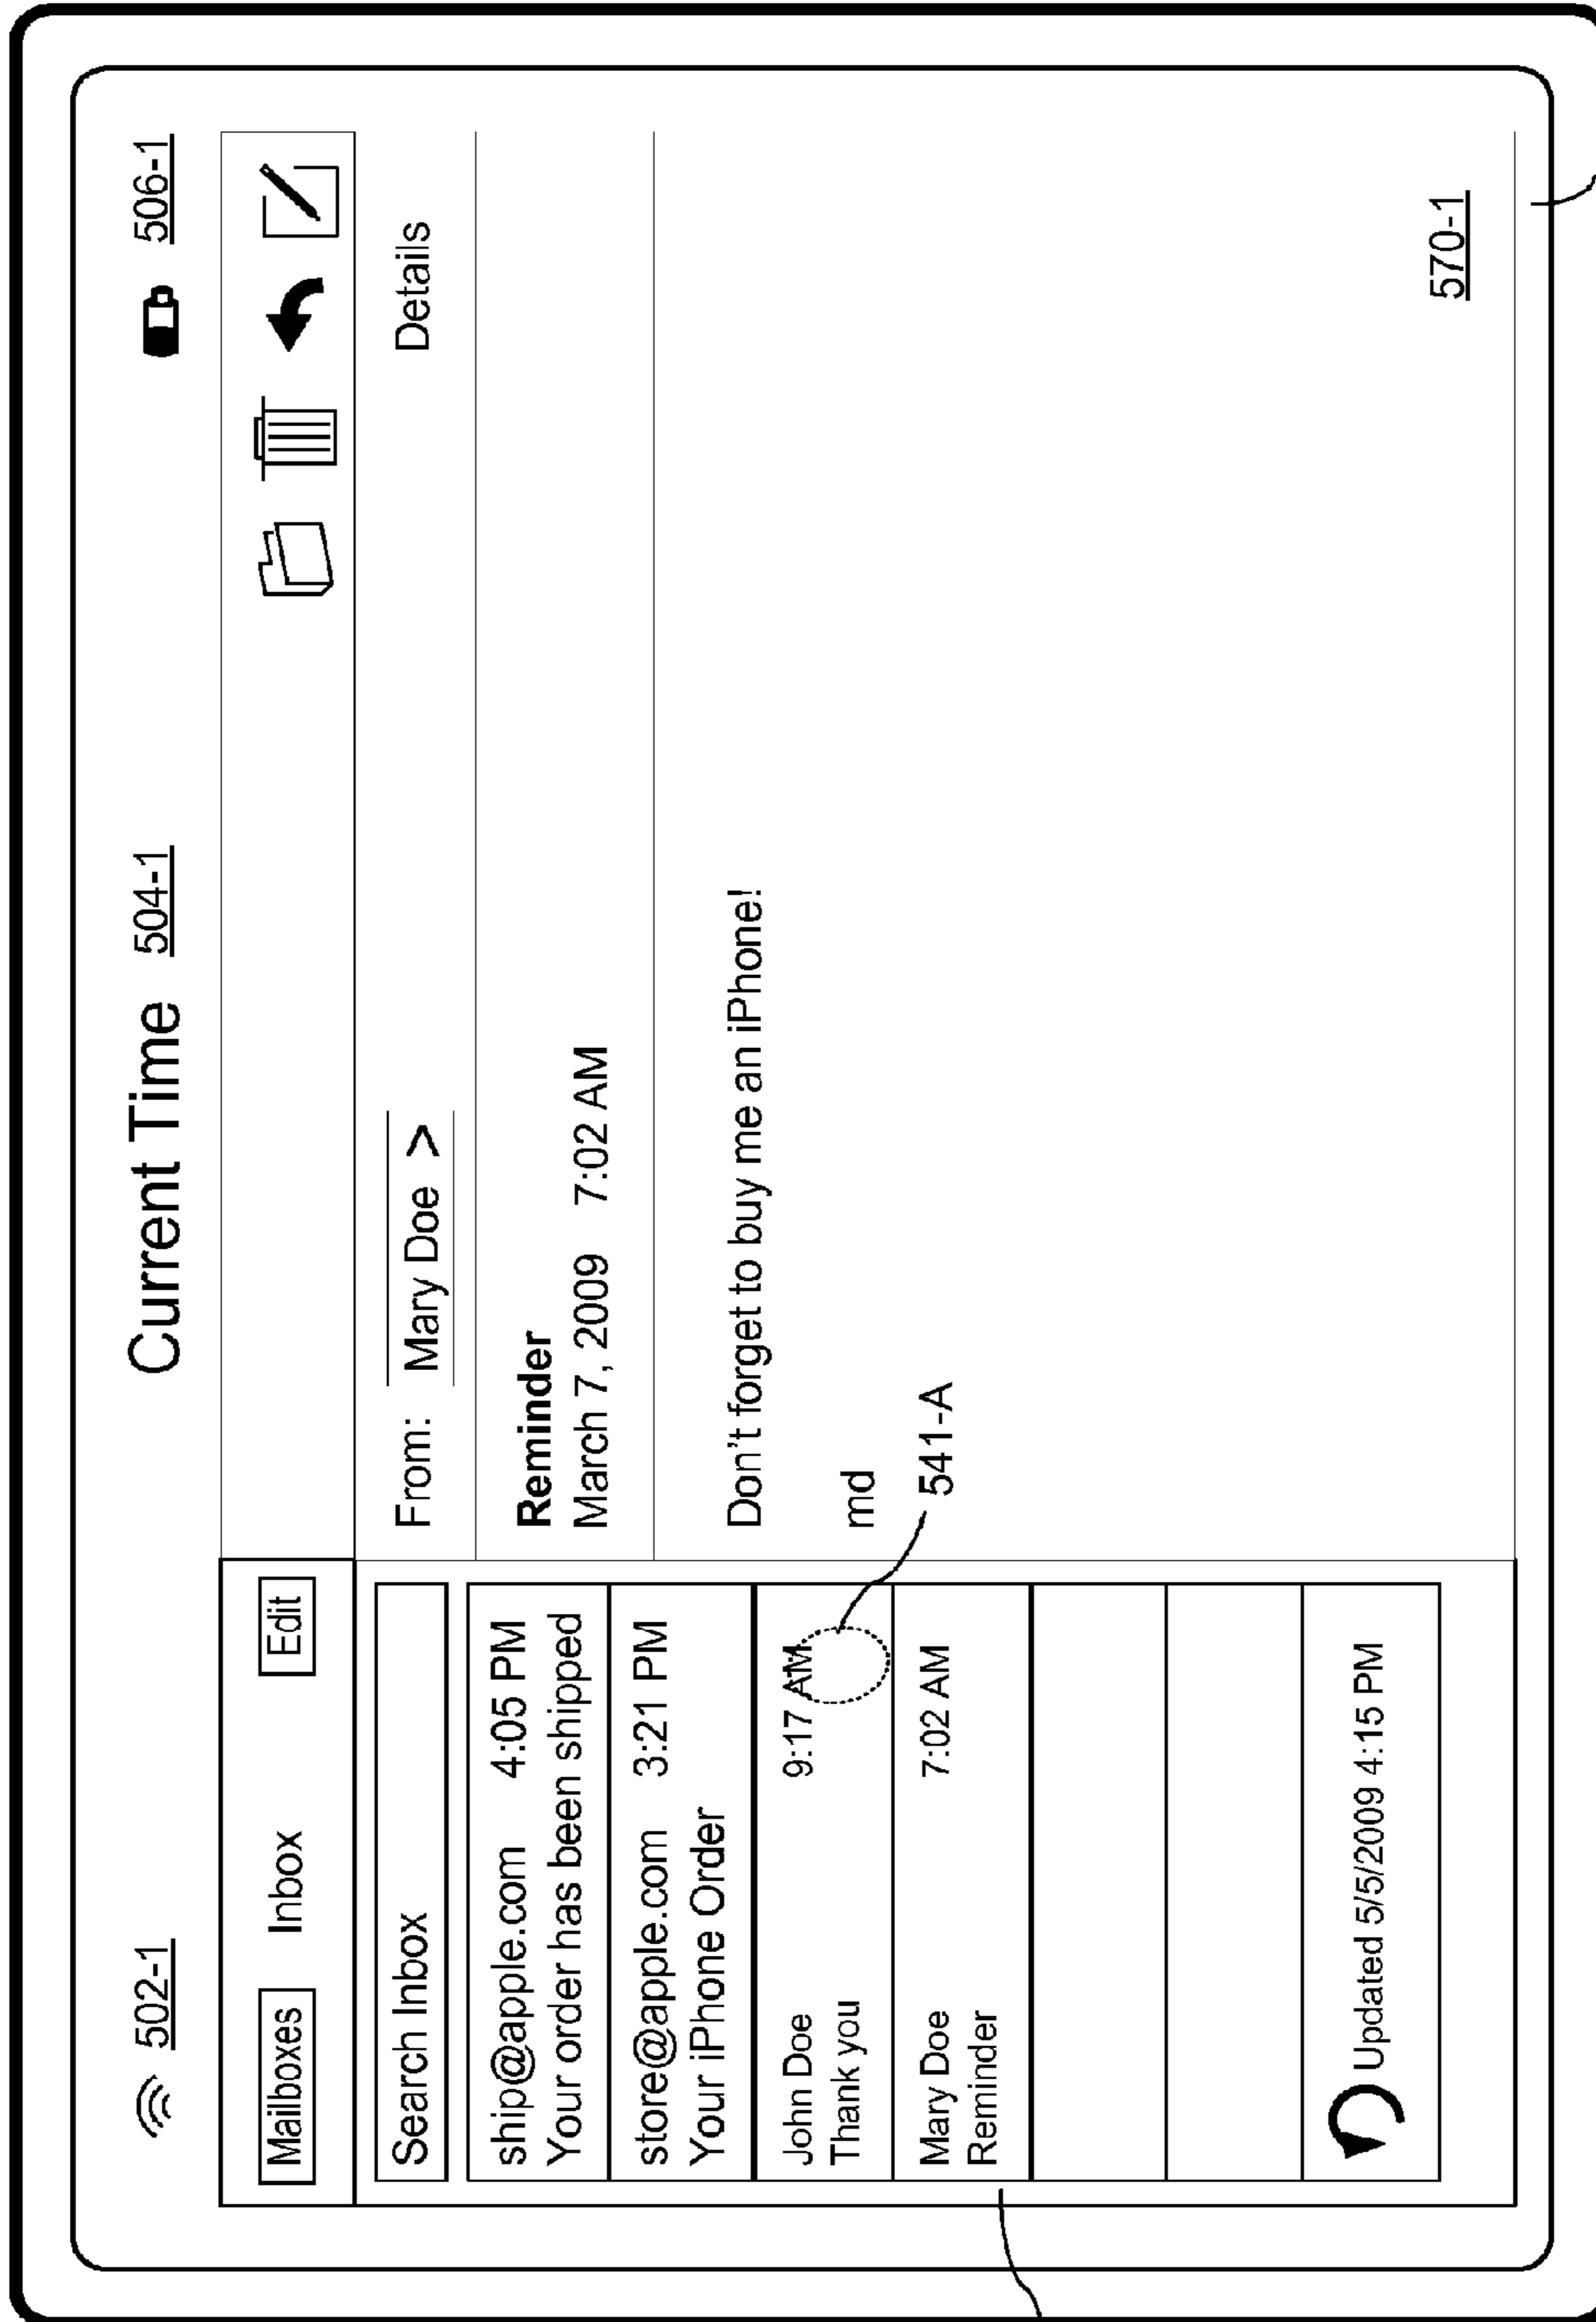 502-1
Current Time 504-1
506-1
Mailboxes Inbox Edit
Search Inbox
ship@apple.com 4:05 PM
Your order has been shipped
store@apple.com 3:21 PM
Your iPhone Order
John Doe 9:17 AM
Thank you
Mary Doe 7:02 AM
Reminder
Updated 5/5/2009 4:15 PM
From: Mary Doe > Details
Reminder
March 7, 2009 7:02 AM
Don't forget to buy me an iPhone!
md
541-A
570-1